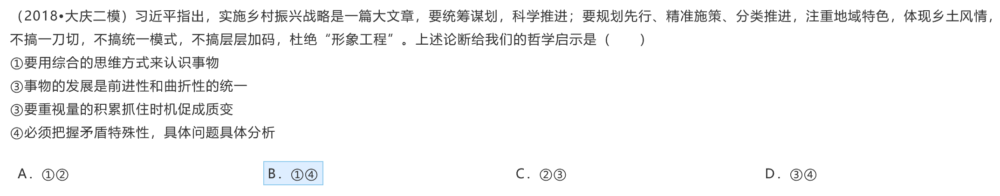 （2018•大庆二模）习近平指出，实施乡村振兴战略是一篇大文章，要统筹谋划，科学推进；要规划先行、精准施策、分类推进，注重地域特色，体现乡土风情，
不搞一刀切，不搞统一模式，不搞层层加码，杜绝“形象工程”。上述论断给我们的哲学启示是（　　）
①要用综合的思维方式来认识事物
③事物的发展是前进性和曲折性的统一
③要重视量的积累抓住时机促成质变
④必须把握矛盾特殊性，具体问题具体分析
A．①② B．①④ C．②③ D．③④